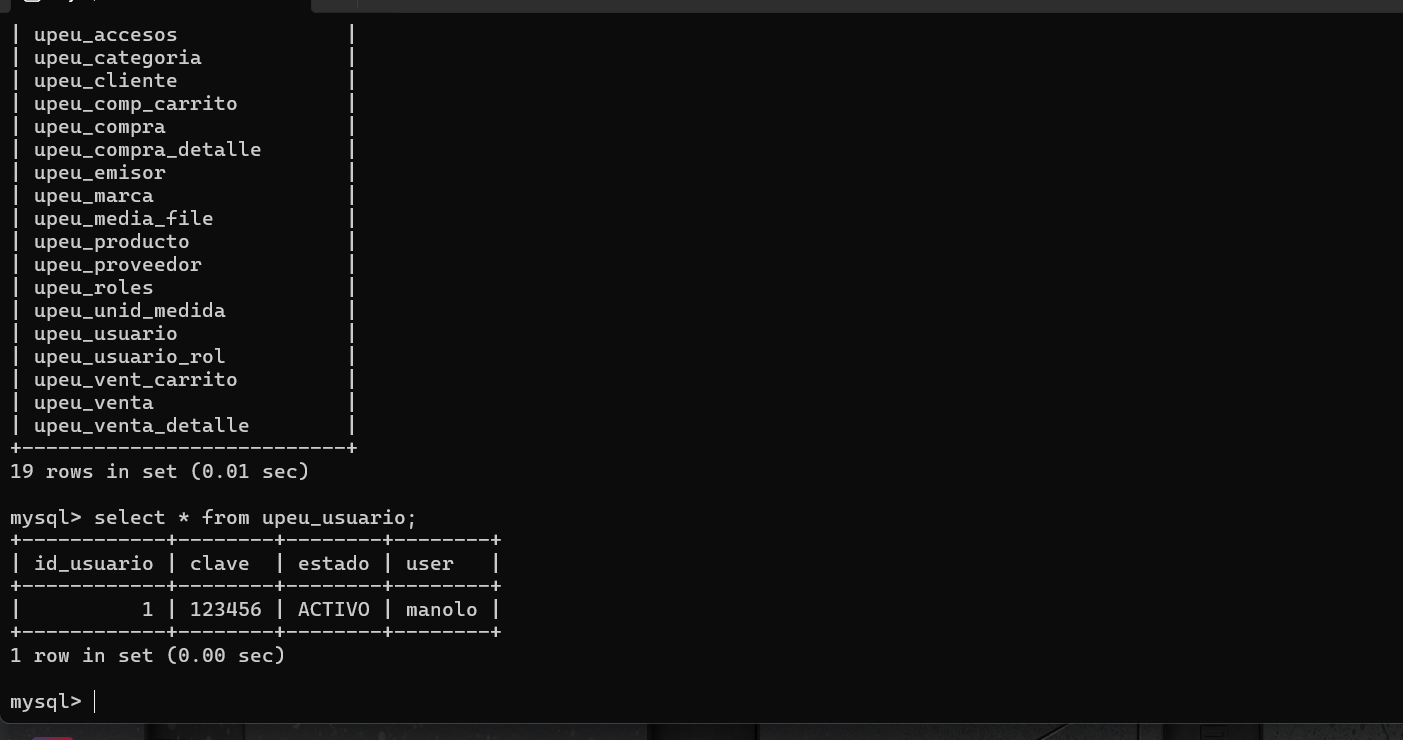 | upeu_accesos              |
| upeu_categoria            |
| upeu_cliente              |
| upeu_comp_carrito         |
| upeu_compra               |
| upeu_compra_detalle       |
| upeu_emisor               |
| upeu_marca                |
| upeu_media_file           |
| upeu_producto             |
| upeu_proveedor            |
| upeu_roles                |
| upeu_unid_medida          |
| upeu_usuario              |
| upeu_usuario_rol          |
| upeu_vent_carrito         |
| upeu_venta                |
| upeu_venta_detalle        |
+---------------------------+
19 rows in set (0.01 sec)

mysql> select * from upeu_usuario;
+------------+--------+--------+--------+
| id_usuario | clave  | estado | user   |
+------------+--------+--------+--------+
|          1 | 123456 | ACTIVO | manolo |
+------------+--------+--------+--------+
1 row in set (0.00 sec)

mysql>